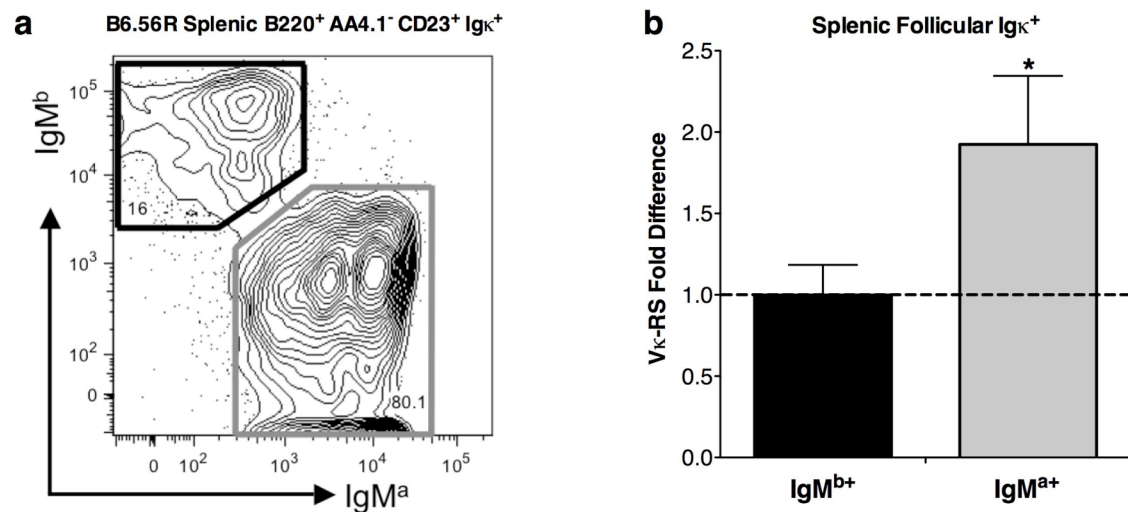 a
B6.56R Splenic B220⁺ AA4.1⁻ CD23⁺ Igκ⁺
IgMᵇ
10⁵
10⁴
10³
10²
0
16
80.1
0 10² 10³ 10⁴ 10⁵
IgMᵃ
b
Splenic Follicular Igκ⁺
Vκ-RS Fold Difference
2.5
2.0
1.5
1.0
0.5
0.0
*
IgMᵇ⁺ IgMᵃ⁺